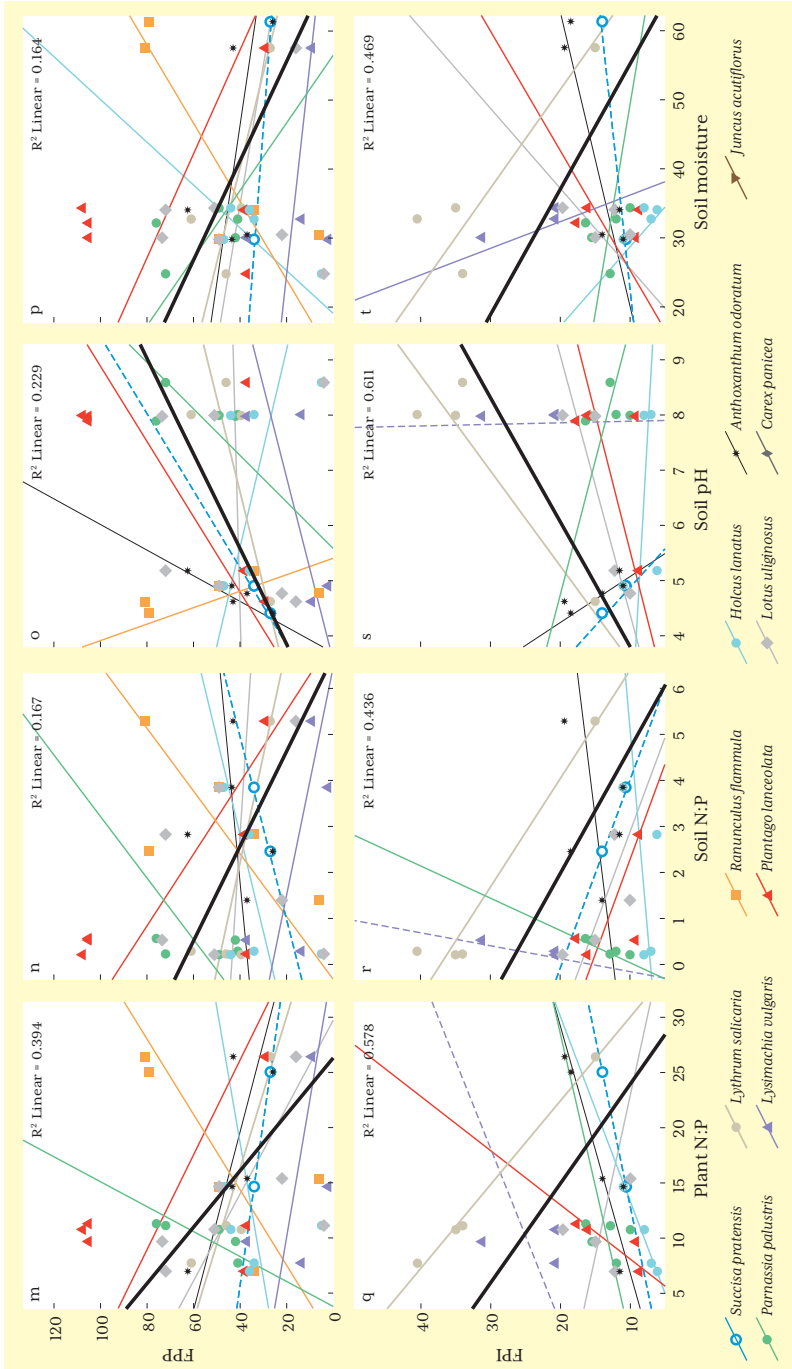 m
R² Linear = 0.394
n
R² Linear = 0.167
o
R² Linear = 0.229
p
R² Linear = 0.164
FPP
120
100
80
60
40
20
0
q
R² Linear = 0.578
r
R² Linear = 0.436
s
R² Linear = 0.611
t
R² Linear = 0.469
FPI
40
30
20
10
5 10 15 20 25 30
0 1 2 3 4 5 6
4 5 6 7 8 9
20 30 40 50 60
Plant N:P
Soil N:P
Soil pH
Soil moisture
Succisa pratensis
Lythrum salicaria
Ranunculus flammula
Holcus lanatus
Anthoxanthum odoratum
Juncus acutiflorus
Parnassia palustris
Lysimachia vulgaris
Plantago lanceolata
Lotus uliginosus
Carex panicea